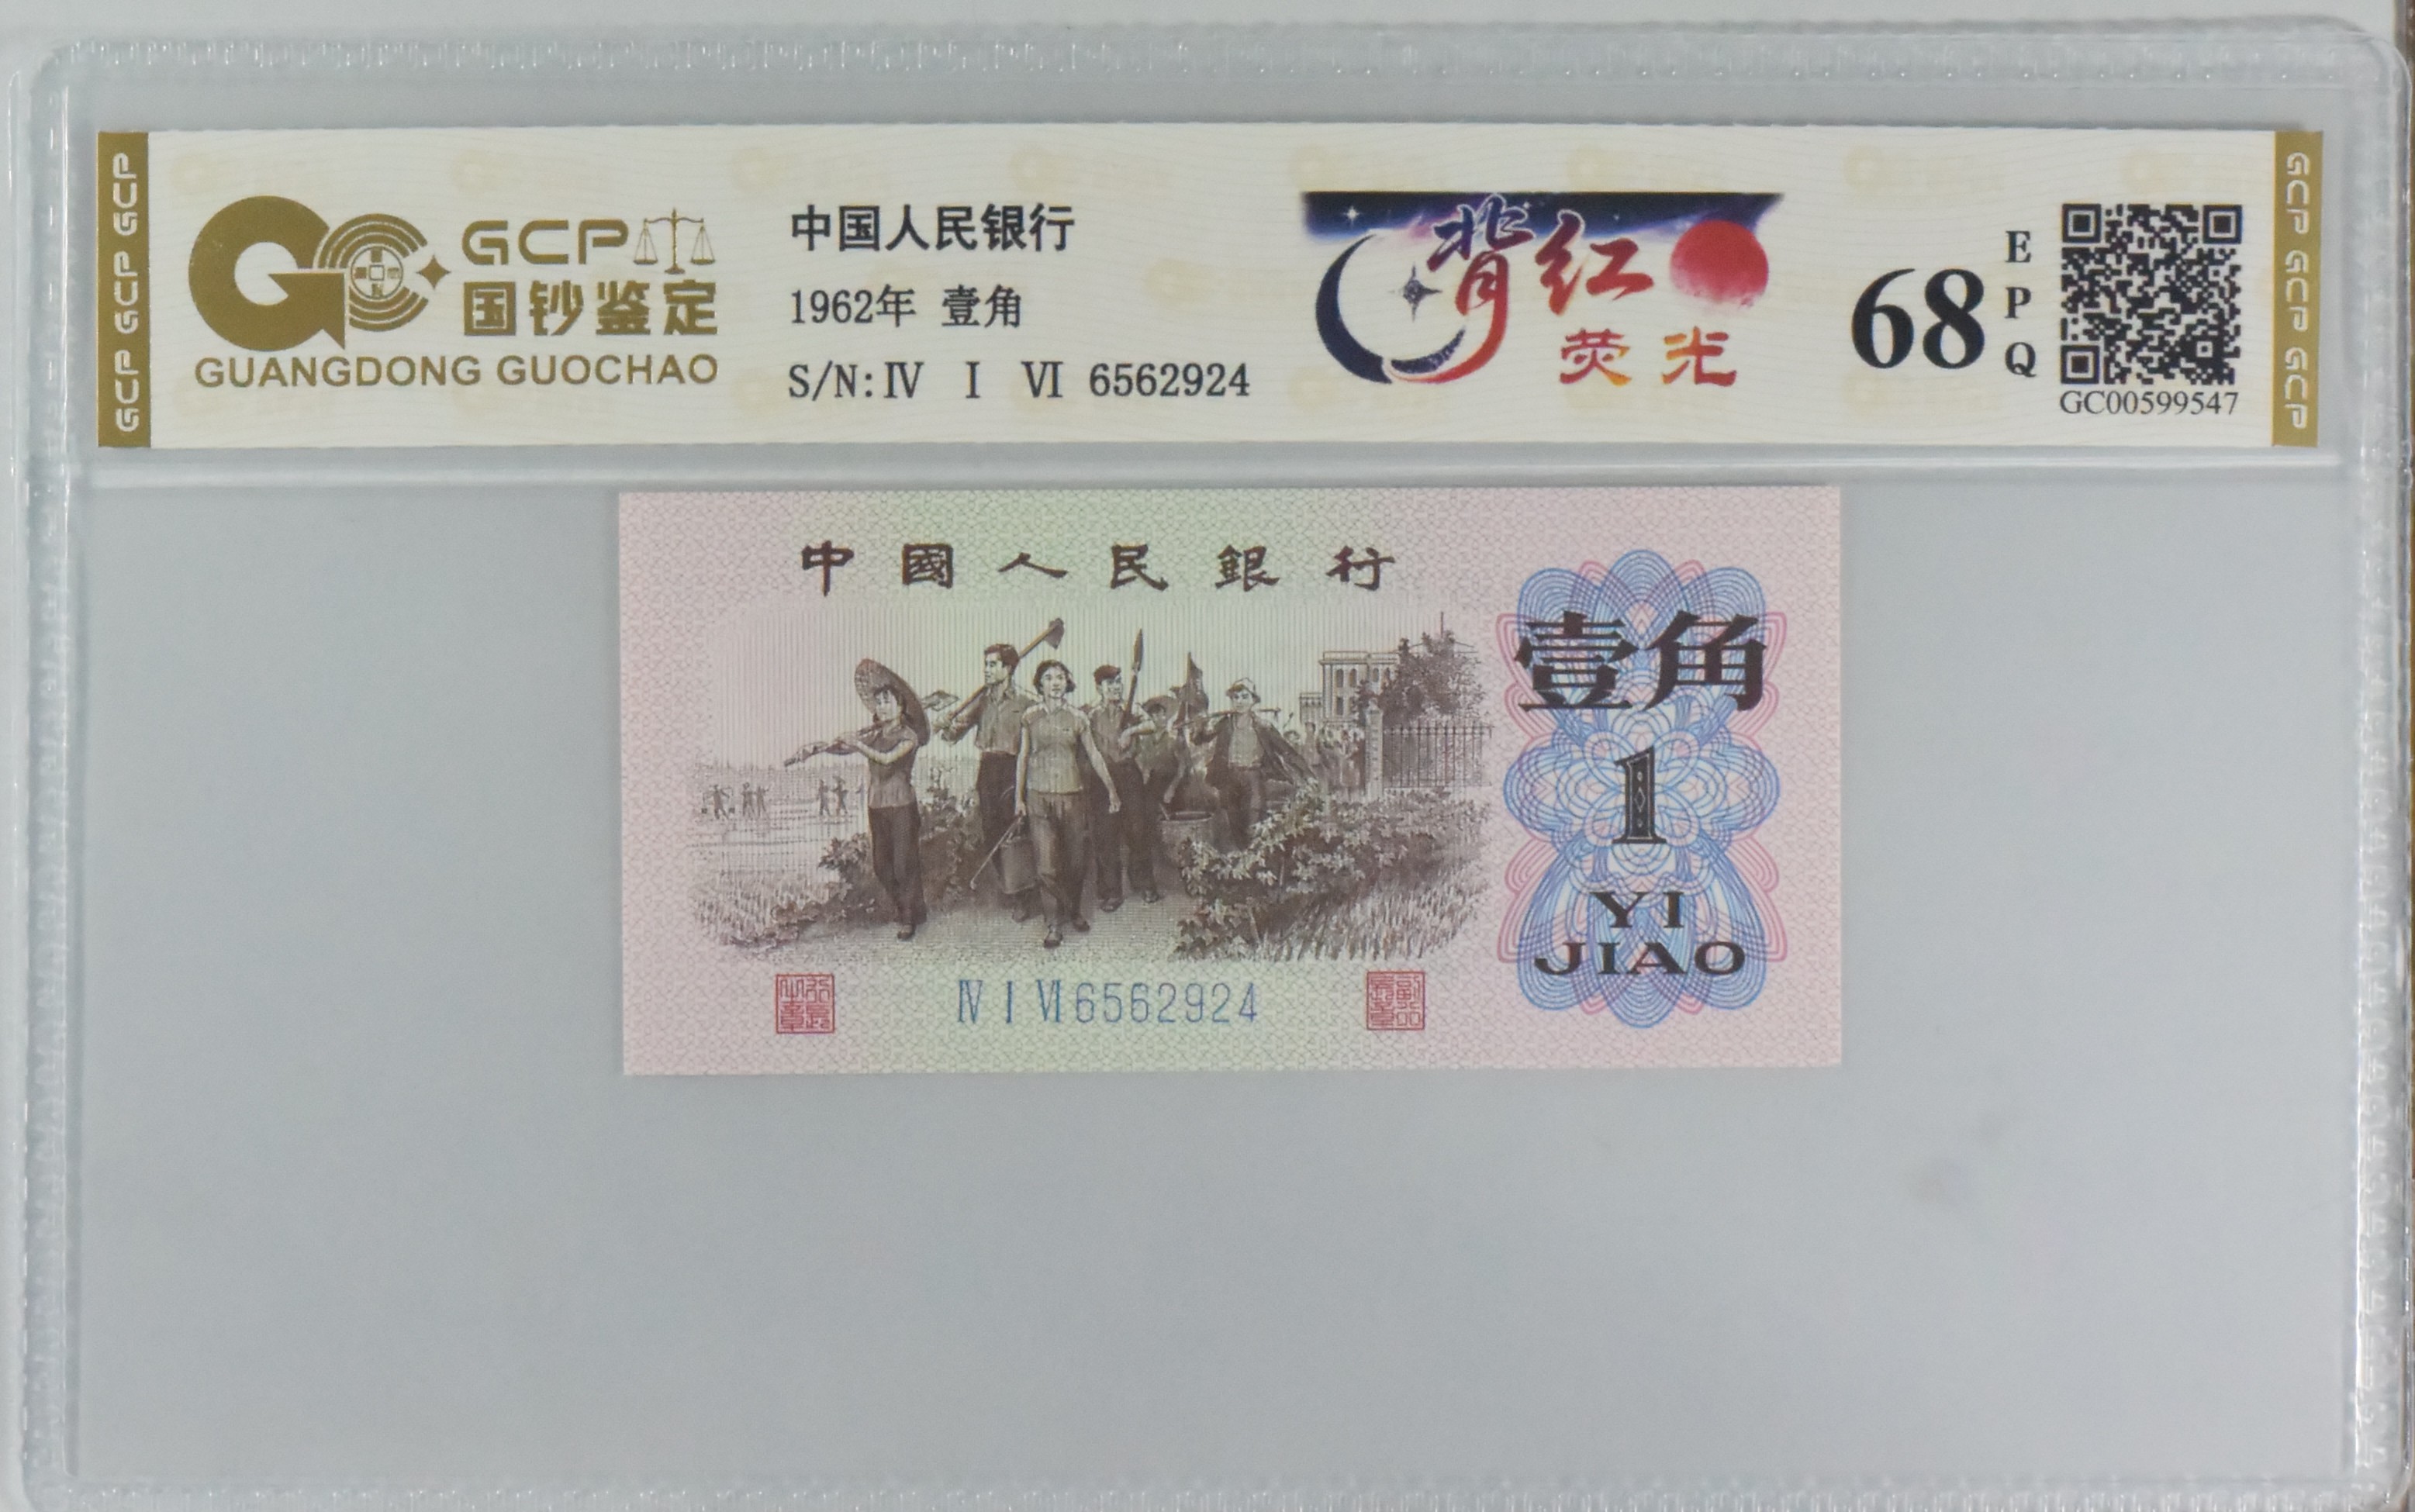 GCP GCP GCP
GCP
国钞鉴定
GUANGDONG GUOCHAO
中国人民银行
1962年 壹角
S/N:Ⅳ Ⅰ Ⅵ 6562924
背红
荧光
68
E
P
Q
GC00599547
GCP GCP GCP
中國人民銀行
壹角
1
YI
JIAO
Ⅳ Ⅰ Ⅵ 6562924